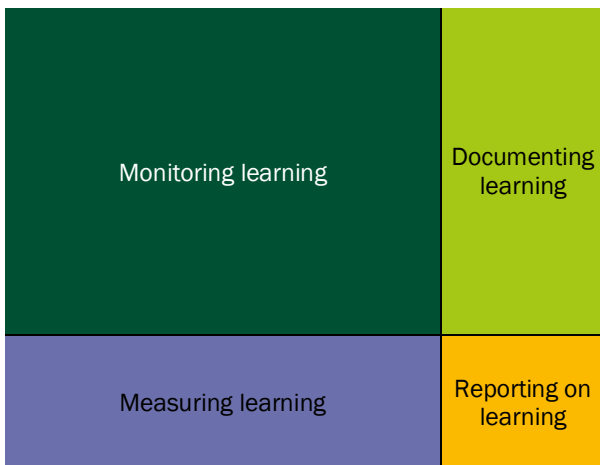 Monitoring learning
Documenting
learning
Measuring learning
Reporting on
learning